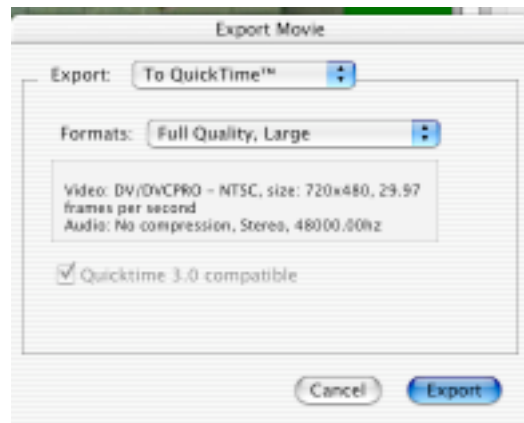 Export Movie
Export: To QuickTime™
Formats: Full Quality, Large
Video: DV/DVCPRO - NTSC, size: 720x480, 29.97
frames per second
Audio: No compression, Stereo, 48000.00hz
Quicktime 3.0 compatible
Cancel Export